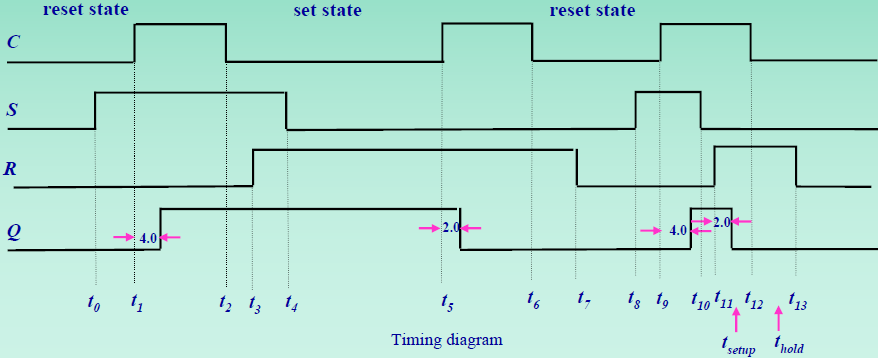 reset state set state reset state
C
S
R
Q 4.0 2.0 4.0 2.0
t0 t1 t2 t3 t4 t5 t6 t7 t8 t9 t10 t11 t12 t13
Timing diagram tsetup thold